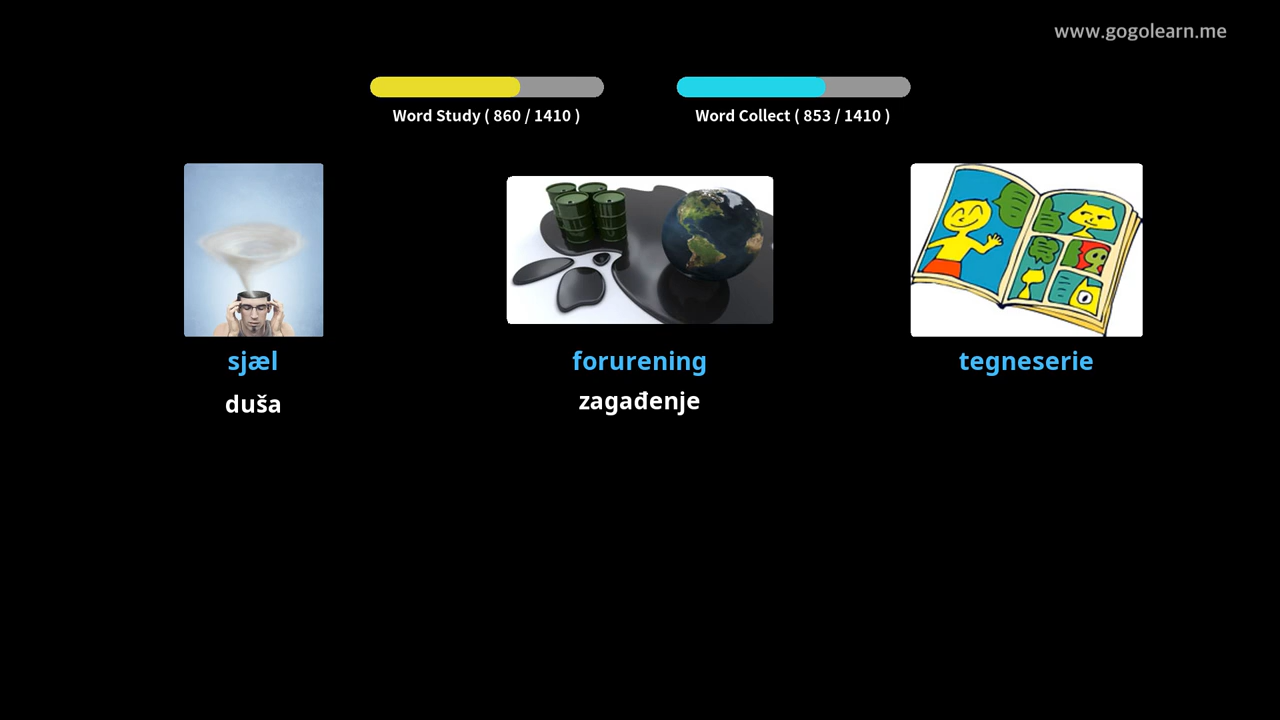 www.gogolearn.me
Word Study ( 860 / 1410 )
Word Collect ( 853 / 1410 )
sjæl
forurening
tegneserie
duša
zagađenje